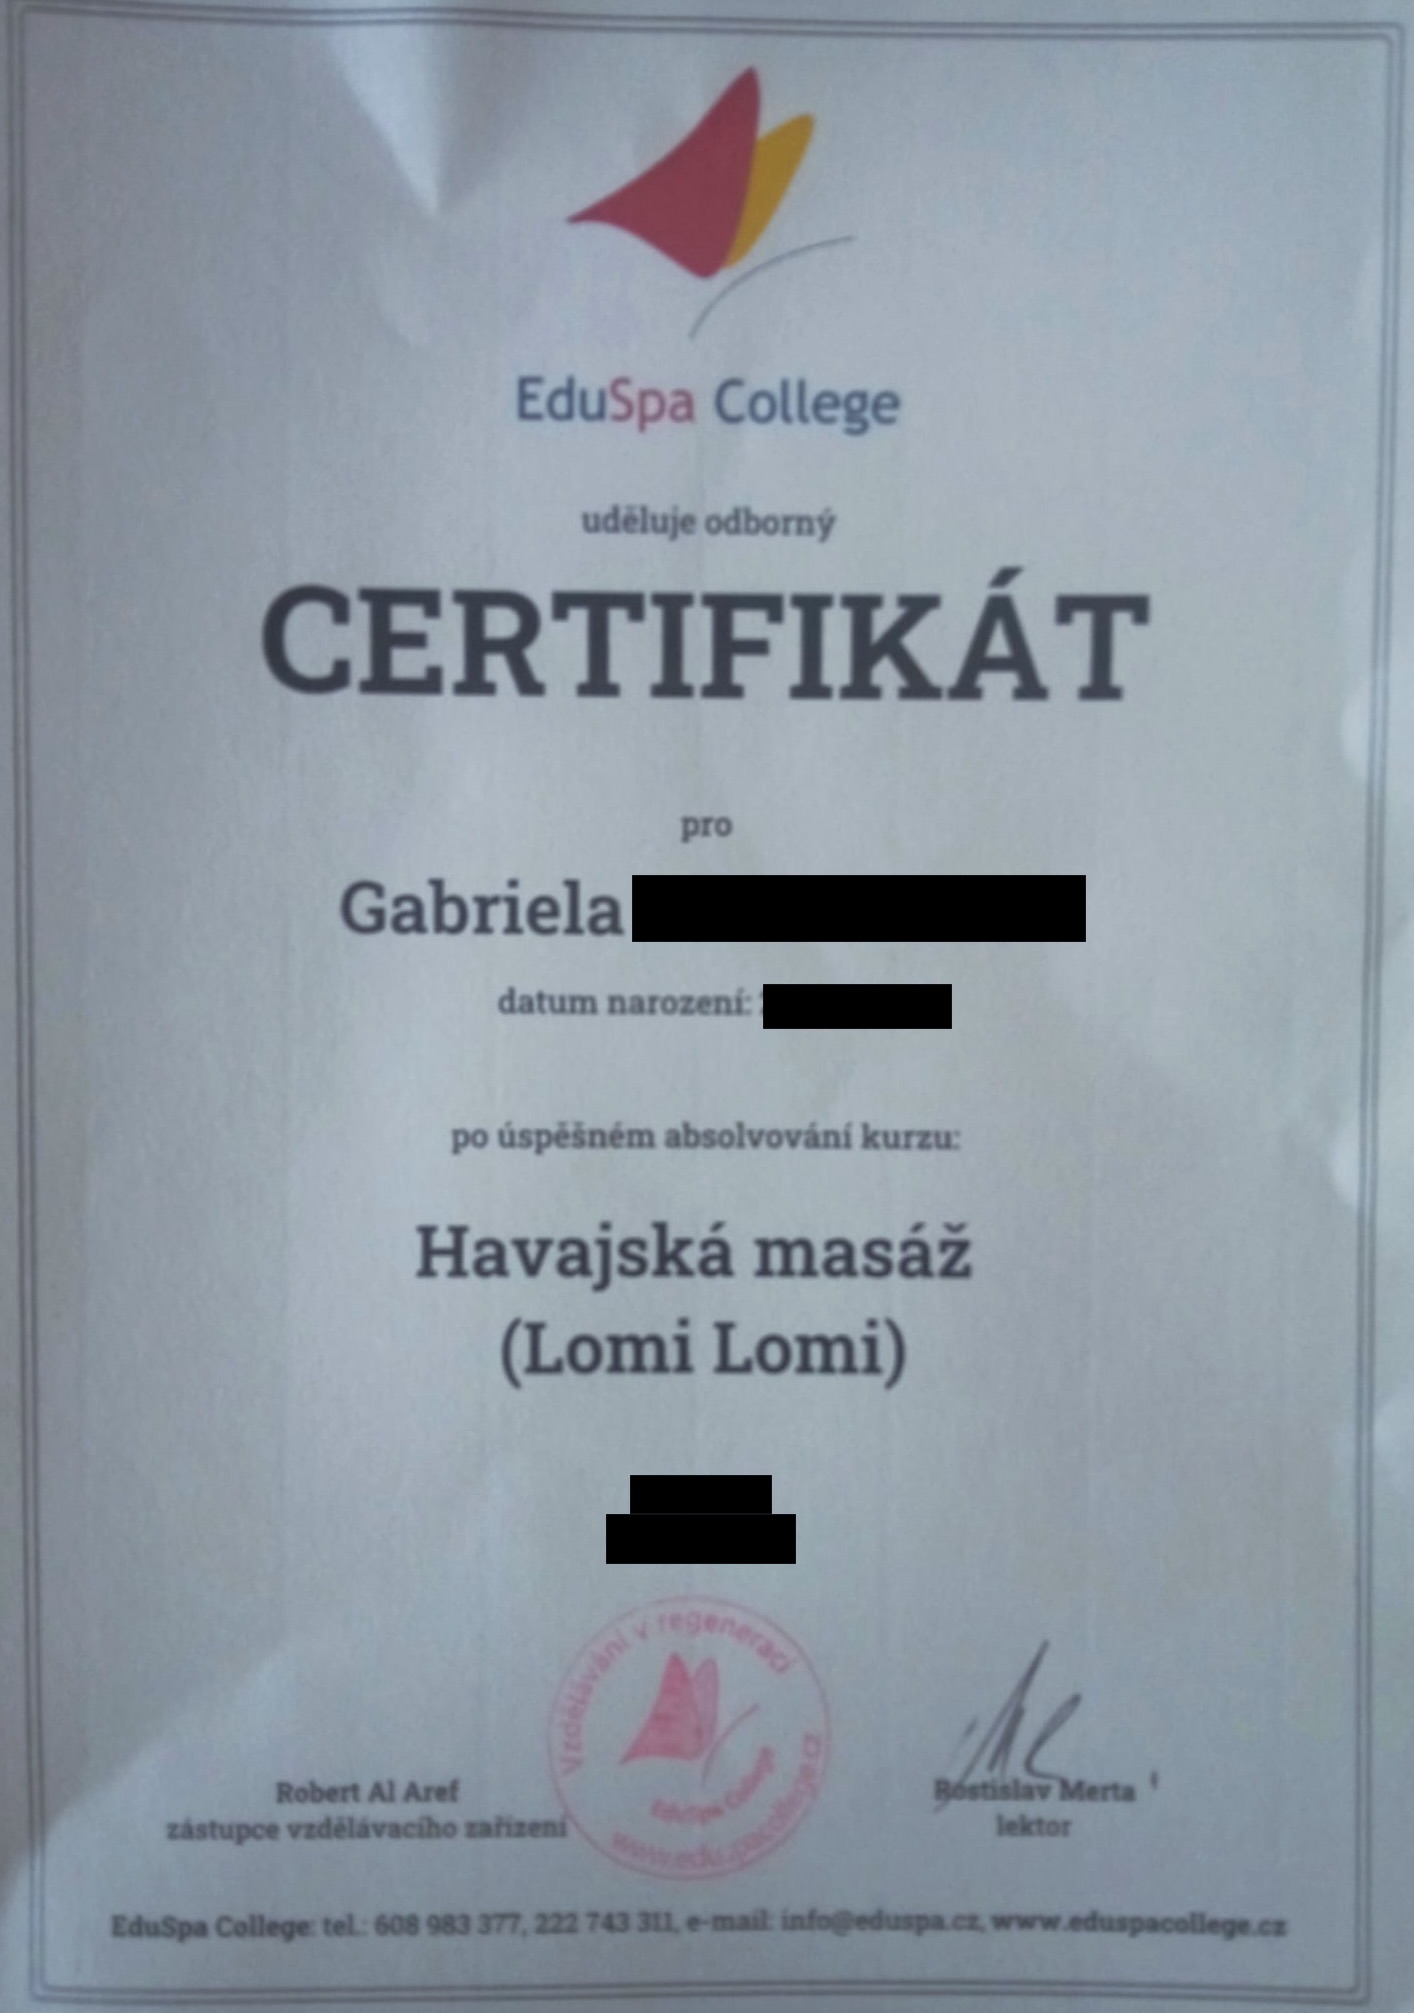 EduSpa College
uděluje odborný
CERTIFIKÁT
pro
Gabriela
datum narození:
po úspěšném absolvování kurzu:
Havajská masáž
(Lomi Lomi)
Vzdělávání v regeneraci
EduSpa College
www.eduspacollege.cz
Robert Al Aref
zástupce vzdělávacího zařízení
Rostislav Merta
lektor
EduSpa College: tel.: 608 983 377, 222 743 311, e-mail: info@eduspa.cz, www.eduspacollege.cz